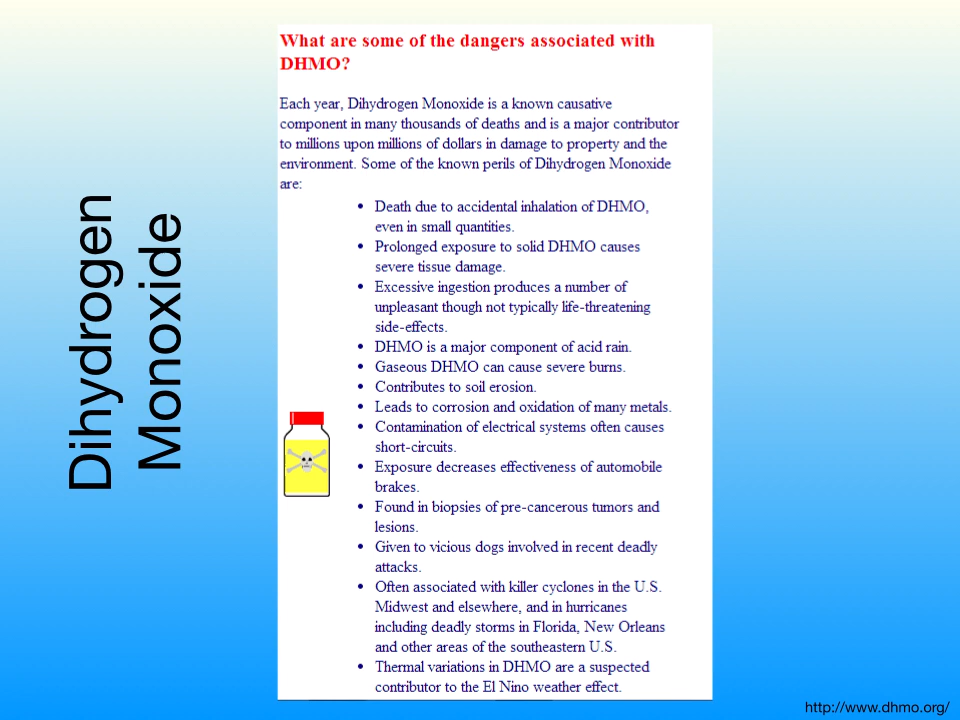 Dihydrogen
Monoxide
What are some of the dangers associated with
DHMO?
Each year, Dihydrogen Monoxide is a known causative
component in many thousands of deaths and is a major contributor
to millions upon millions of dollars in damage to property and the
environment. Some of the known perils of Dihydrogen Monoxide
are:
• Death due to accidental inhalation of DHMO,
even in small quantities.
• Prolonged exposure to solid DHMO causes
severe tissue damage.
• Excessive ingestion produces a number of
unpleasant though not typically life-threatening
side-effects.
• DHMO is a major component of acid rain.
• Gaseous DHMO can cause severe burns.
• Contributes to soil erosion.
• Leads to corrosion and oxidation of many metals.
• Contamination of electrical systems often causes
short-circuits.
• Exposure decreases effectiveness of automobile
brakes.
• Found in biopsies of pre-cancerous tumors and
lesions.
• Given to vicious dogs involved in recent deadly
attacks.
• Often associated with killer cyclones in the U.S.
Midwest and elsewhere, and in hurricanes
including deadly storms in Florida, New Orleans
and other areas of the southeastern U.S.
• Thermal variations in DHMO are a suspected
contributor to the El Nino weather effect.
http://www.dhmo.org/